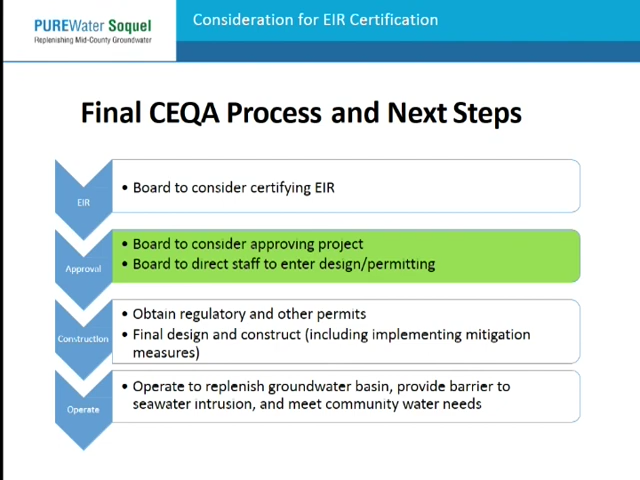 PUREWater Soquel
Replenishing Mid-County Groundwater
Consideration for EIR Certification
Final CEQA Process and Next Steps
EIR
• Board to consider certifying EIR
Approval
• Board to consider approving project
• Board to direct staff to enter design/permitting
Construction
• Obtain regulatory and other permits
• Final design and construct (including implementing mitigation
measures)
Operate
• Operate to replenish groundwater basin, provide barrier to
seawater intrusion, and meet community water needs